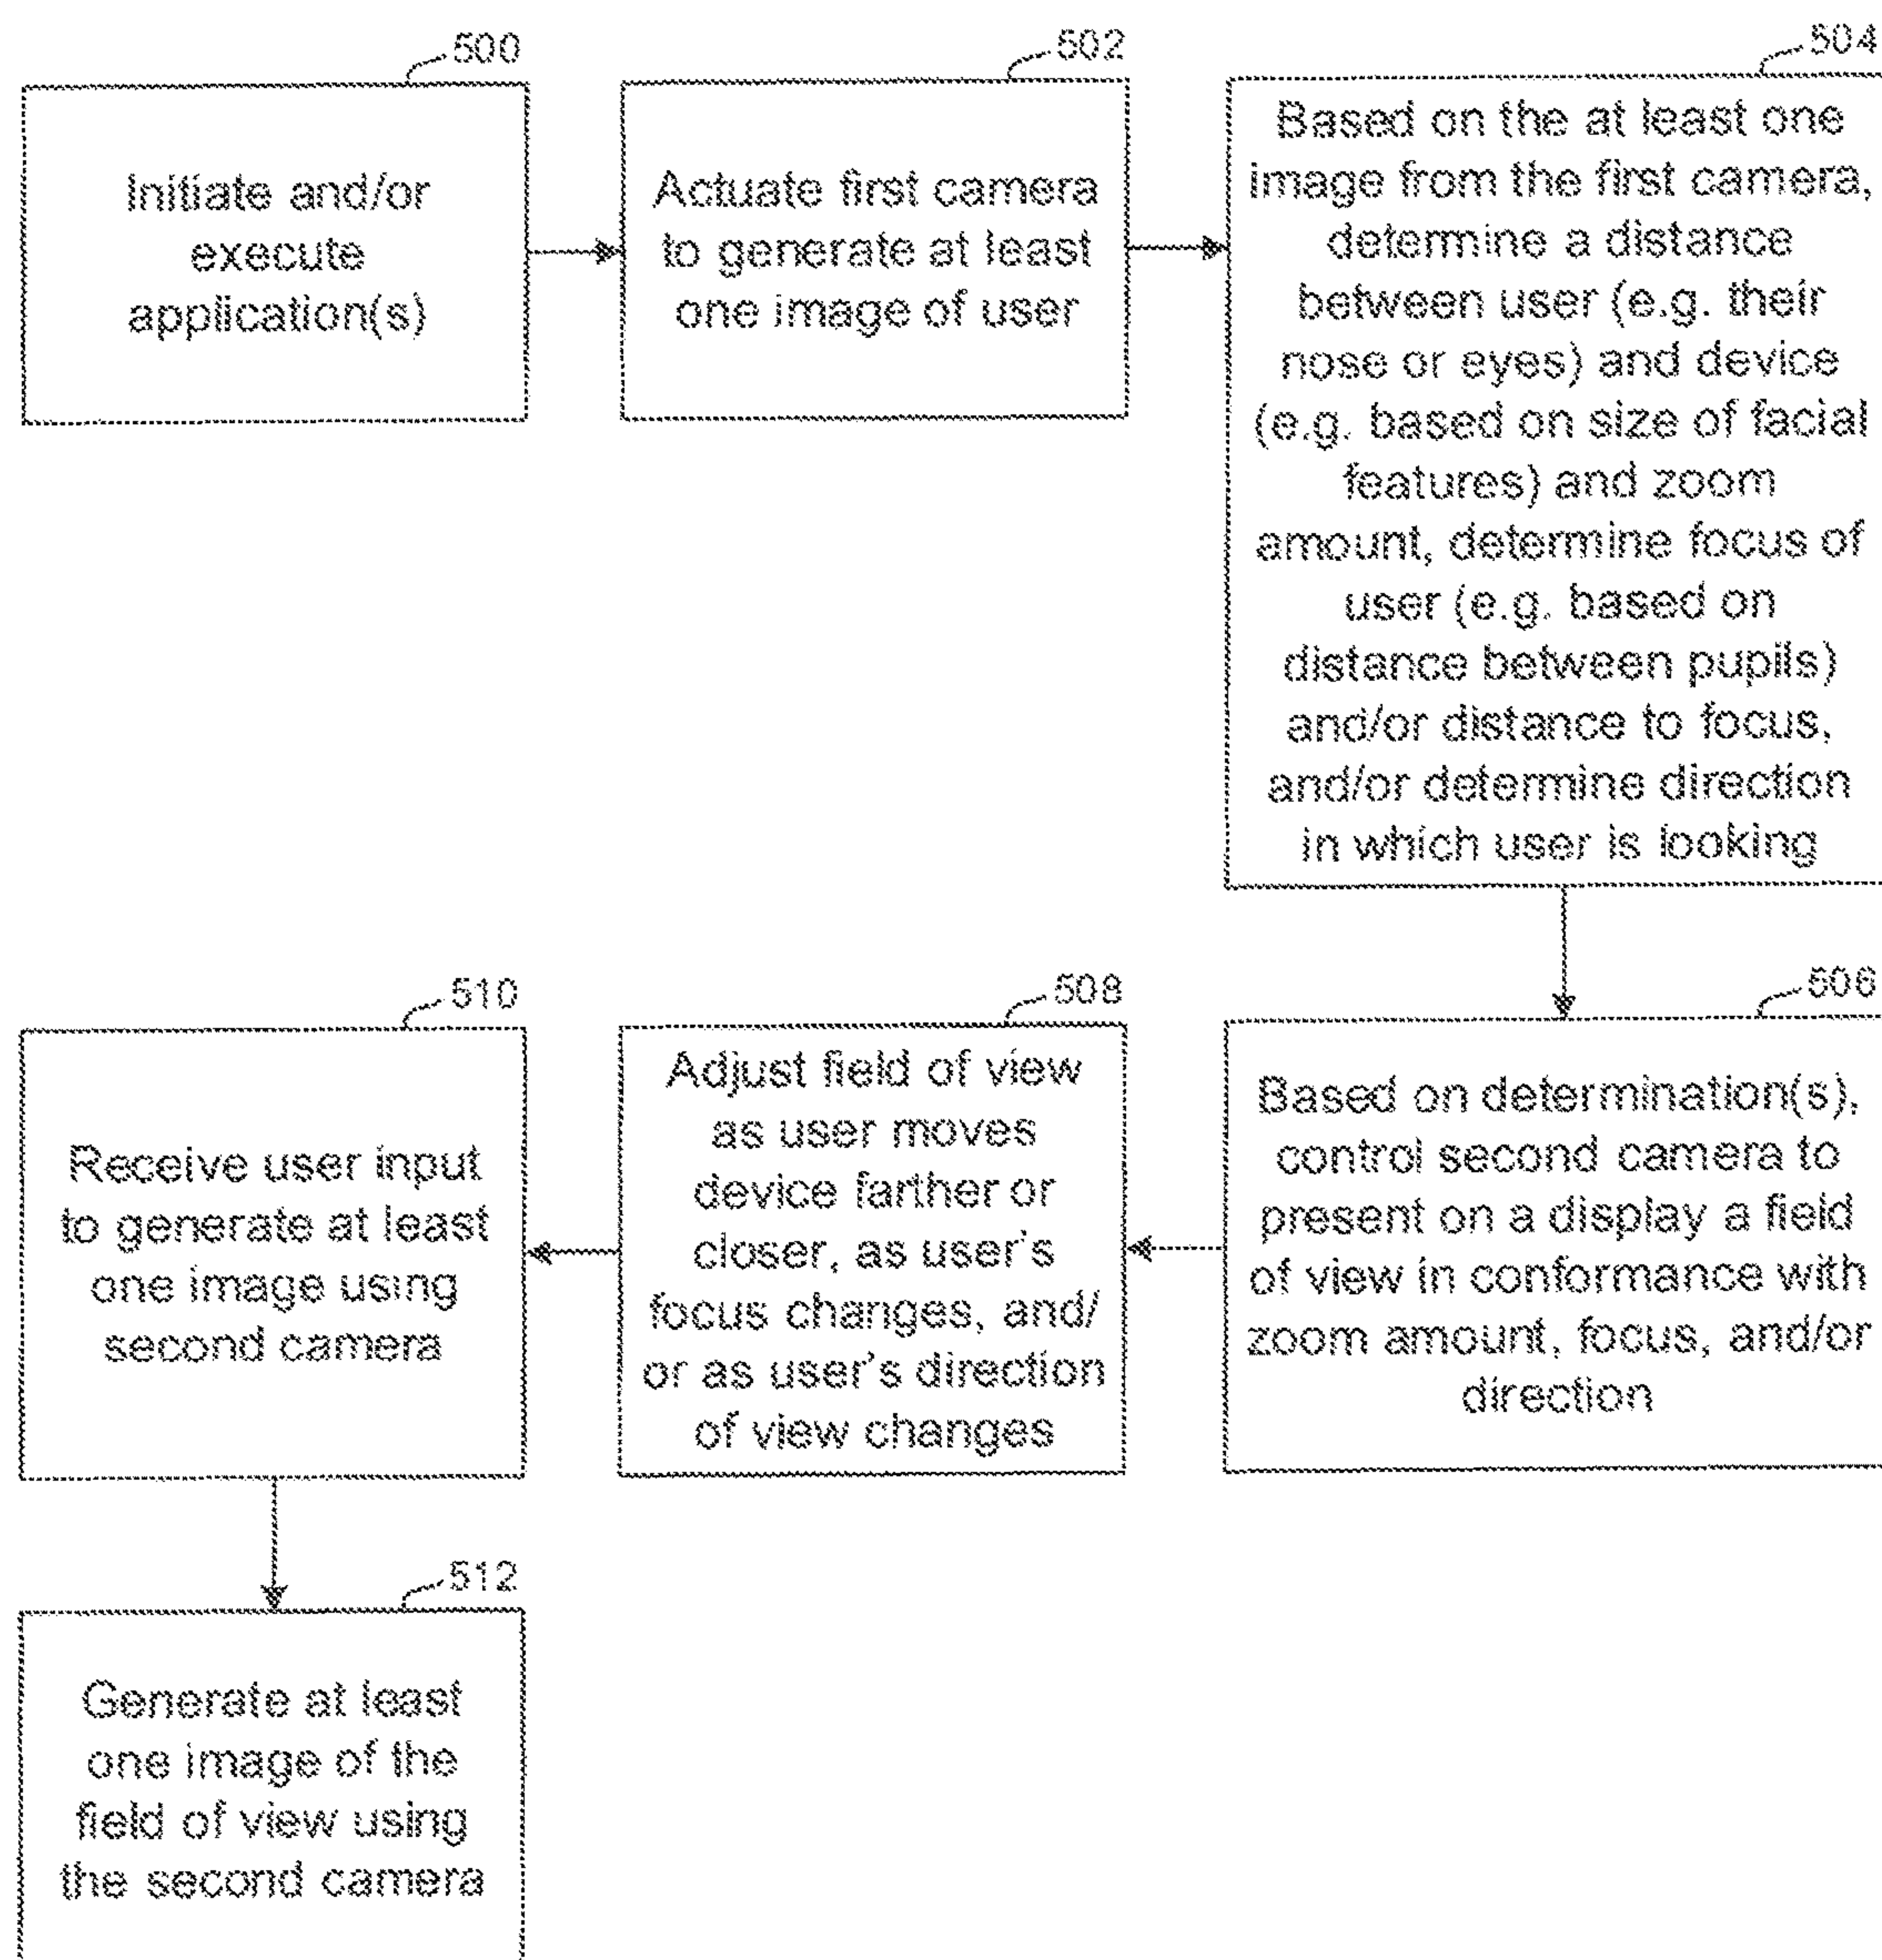 500
Initiate and/or
execute
application(s)
502
Actuate first camera
to generate at least
one image of user
504
Based on the at least one
image from the first camera,
determine a distance
between user (e.g. their
nose or eyes) and device
(e.g. based on size of facial
features) and zoom
amount, determine focus of
user (e.g. based on
distance between pupils)
and/or distance to focus,
and/or determine direction
in which user is looking
506
Based on determination(s),
control second camera to
present on a display a field
of view in conformance with
zoom amount, focus, and/or
direction
508
Adjust field of view
as user moves
device farther or
closer, as user's
focus changes, and/
or as user's direction
of view changes
510
Receive user input
to generate at least
one image using
second camera
512
Generate at least
one image of the
field of view using
the second camera